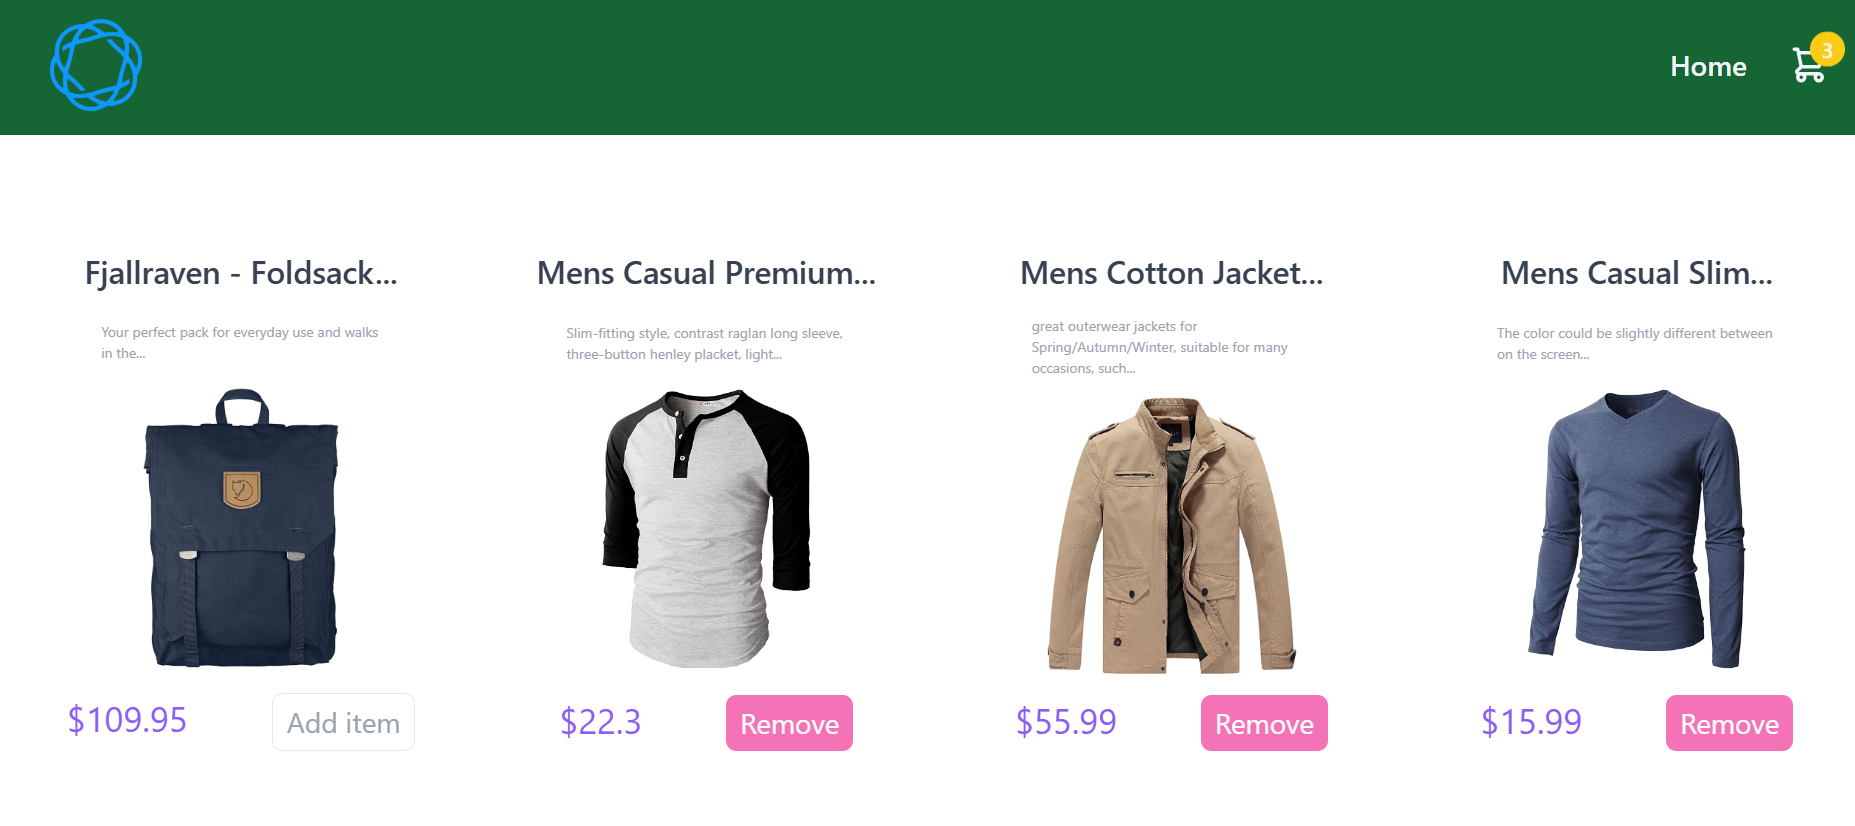 Home
3
Fjallraven - Foldsack...
Your perfect pack for everyday use and walks
in the...
$109.95
Add item
Mens Casual Premium...
Slim-fitting style, contrast raglan long sleeve,
three-button henley placket, light...
$22.3
Remove
Mens Cotton Jacket...
great outerwear jackets for
Spring/Autumn/Winter, suitable for many
occasions, such...
$55.99
Remove
Mens Casual Slim...
The color could be slightly different between
on the screen...
$15.99
Remove